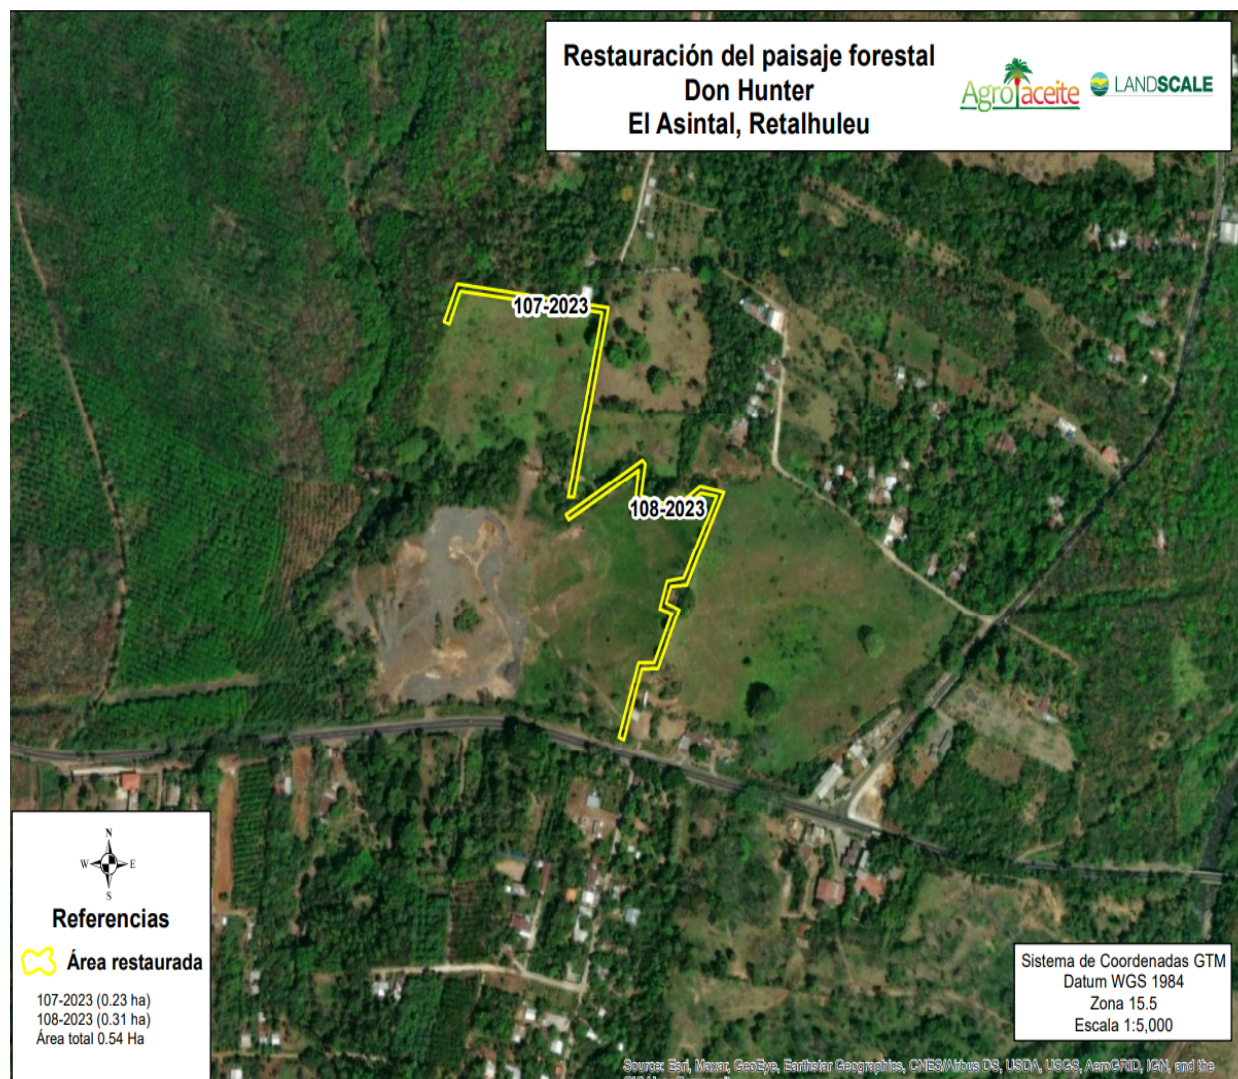 Restauración del paisaje forestal
Don Hunter
El Asintal, Retalhuleu
Agroaceite
LANDSCALE
107-2023
108-2023
N
W E
S
Referencias
Área restaurada
107-2023 (0.23 ha)
108-2023 (0.31 ha)
Área total 0.54 Ha
Sistema de Coordenadas GTM
Datum WGS 1984
Zona 15.5
Escala 1:5,000
Source: Esri, Maxar, GeoEye, Earthstar Geographics, CNES/Airbus DS, USDA, USGS, AeroGRID, IGN, and the